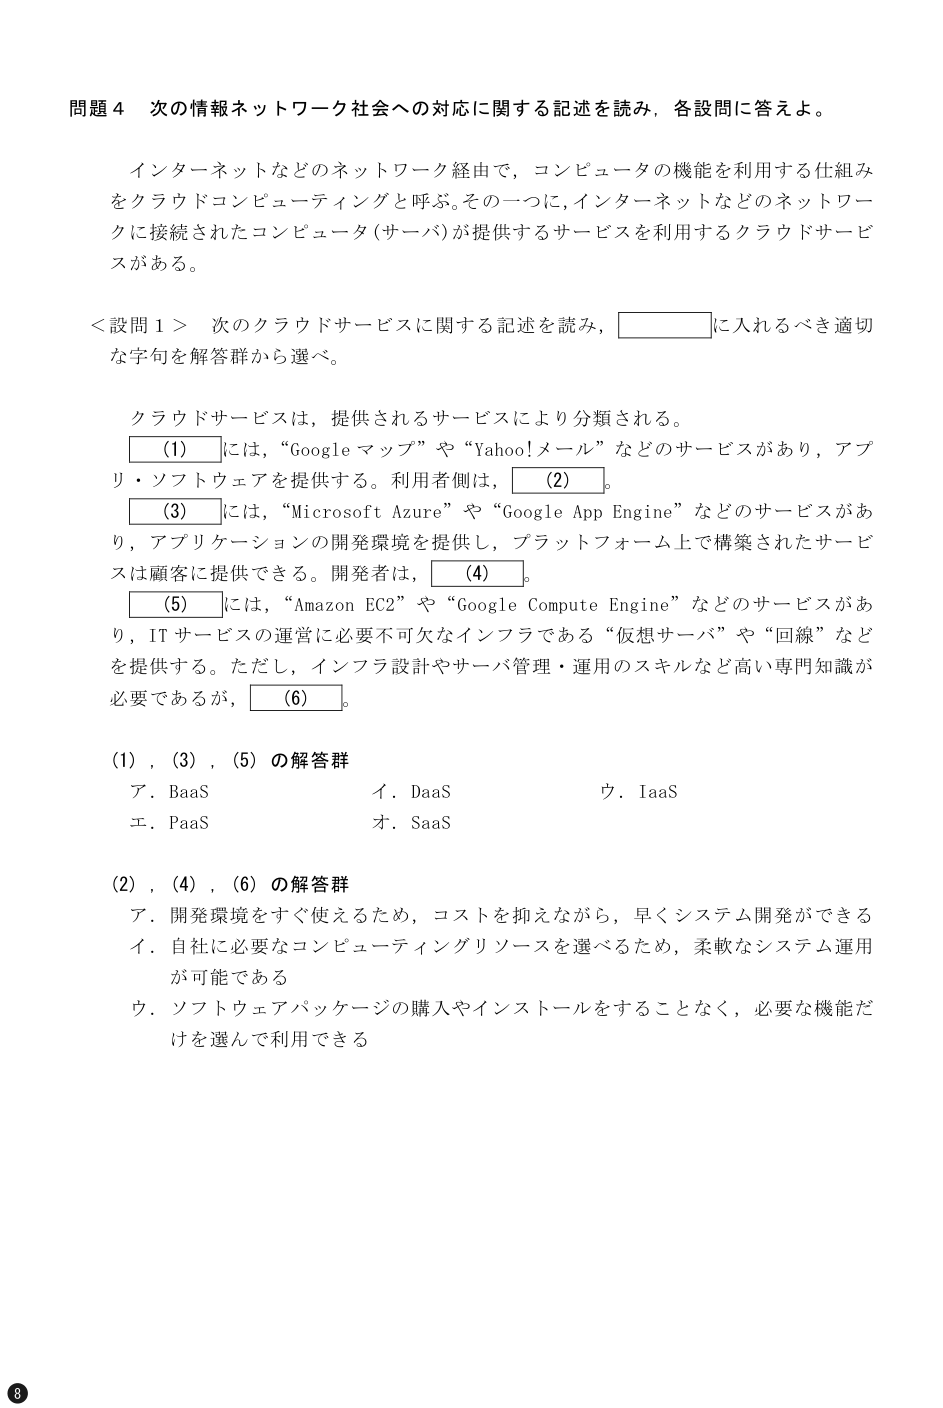 問題４　次の情報ネットワーク社会への対応に関する記述を読み，各設問に答えよ。
インターネットなどのネットワーク経由で，コンピュータの機能を利用する仕組み
をクラウドコンピューティングと呼ぶ。その一つに，インターネットなどのネットワー
クに接続されたコンピュータ(サーバ)が提供するサービスを利用するクラウドサービ
スがある。
＜設問１＞　次のクラウドサービスに関する記述を読み，　　　　に入れるべき適切
な字句を解答群から選べ。
クラウドサービスは，提供されるサービスにより分類される。
(1) には，“Google マップ” や “Yahoo!メール” などのサービスがあり，アプ
リ・ソフトウェアを提供する。利用者側は， (2) 。
(3) には，“Microsoft Azure” や “Google App Engine” などのサービスがあ
り，アプリケーションの開発環境を提供し，プラットフォーム上で構築されたサービ
スは顧客に提供できる。開発者は， (4) 。
(5) には，“Amazon EC2” や “Google Compute Engine” などのサービスがあ
り，IT サービスの運営に必要不可欠なインフラである “仮想サーバ” や “回線” など
を提供する。ただし，インフラ設計やサーバ管理・運用のスキルなど高い専門知識が
必要であるが， (6) 。
(1)，(3)，(5) の解答群
ア．BaaS　イ．DaaS　ウ．IaaS
エ．PaaS　オ．SaaS
(2)，(4)，(6) の解答群
ア．開発環境をすぐ使えるため，コストを抑えながら，早くシステム開発ができる
イ．自社に必要なコンピューティングリソースを選べるため，柔軟なシステム運用
が可能である
ウ．ソフトウェアパッケージの購入やインストールをすることなく，必要な機能だ
けを選んで利用できる
8